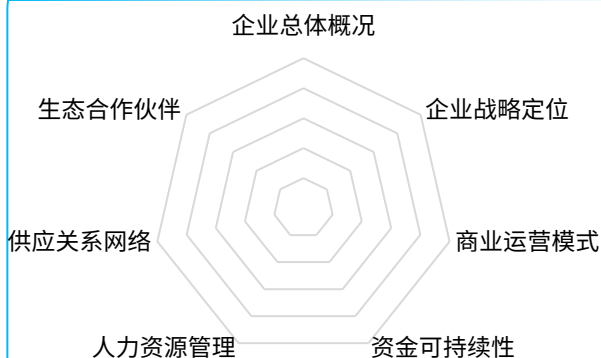 企业总体概况
生态合作伙伴
企业战略定位
供应关系网络
商业运营模式
人力资源管理
资金可持续性